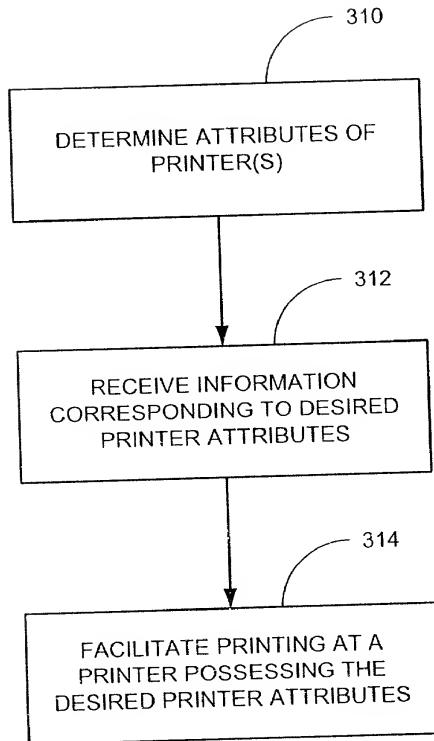 310
DETERMINE ATTRIBUTES OF
PRINTER(S)
312
RECEIVE INFORMATION
CORRESPONDING TO DESIRED
PRINTER ATTRIBUTES
314
FACILITATE PRINTING AT A
PRINTER POSSESSING THE
DESIRED PRINTER ATTRIBUTES